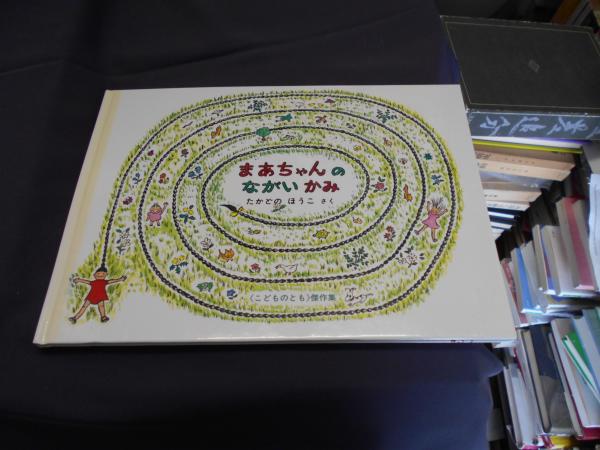 まあちゃんの
ながいかみ
たかどの ほうこ さく
〈こどものとも〉傑作集